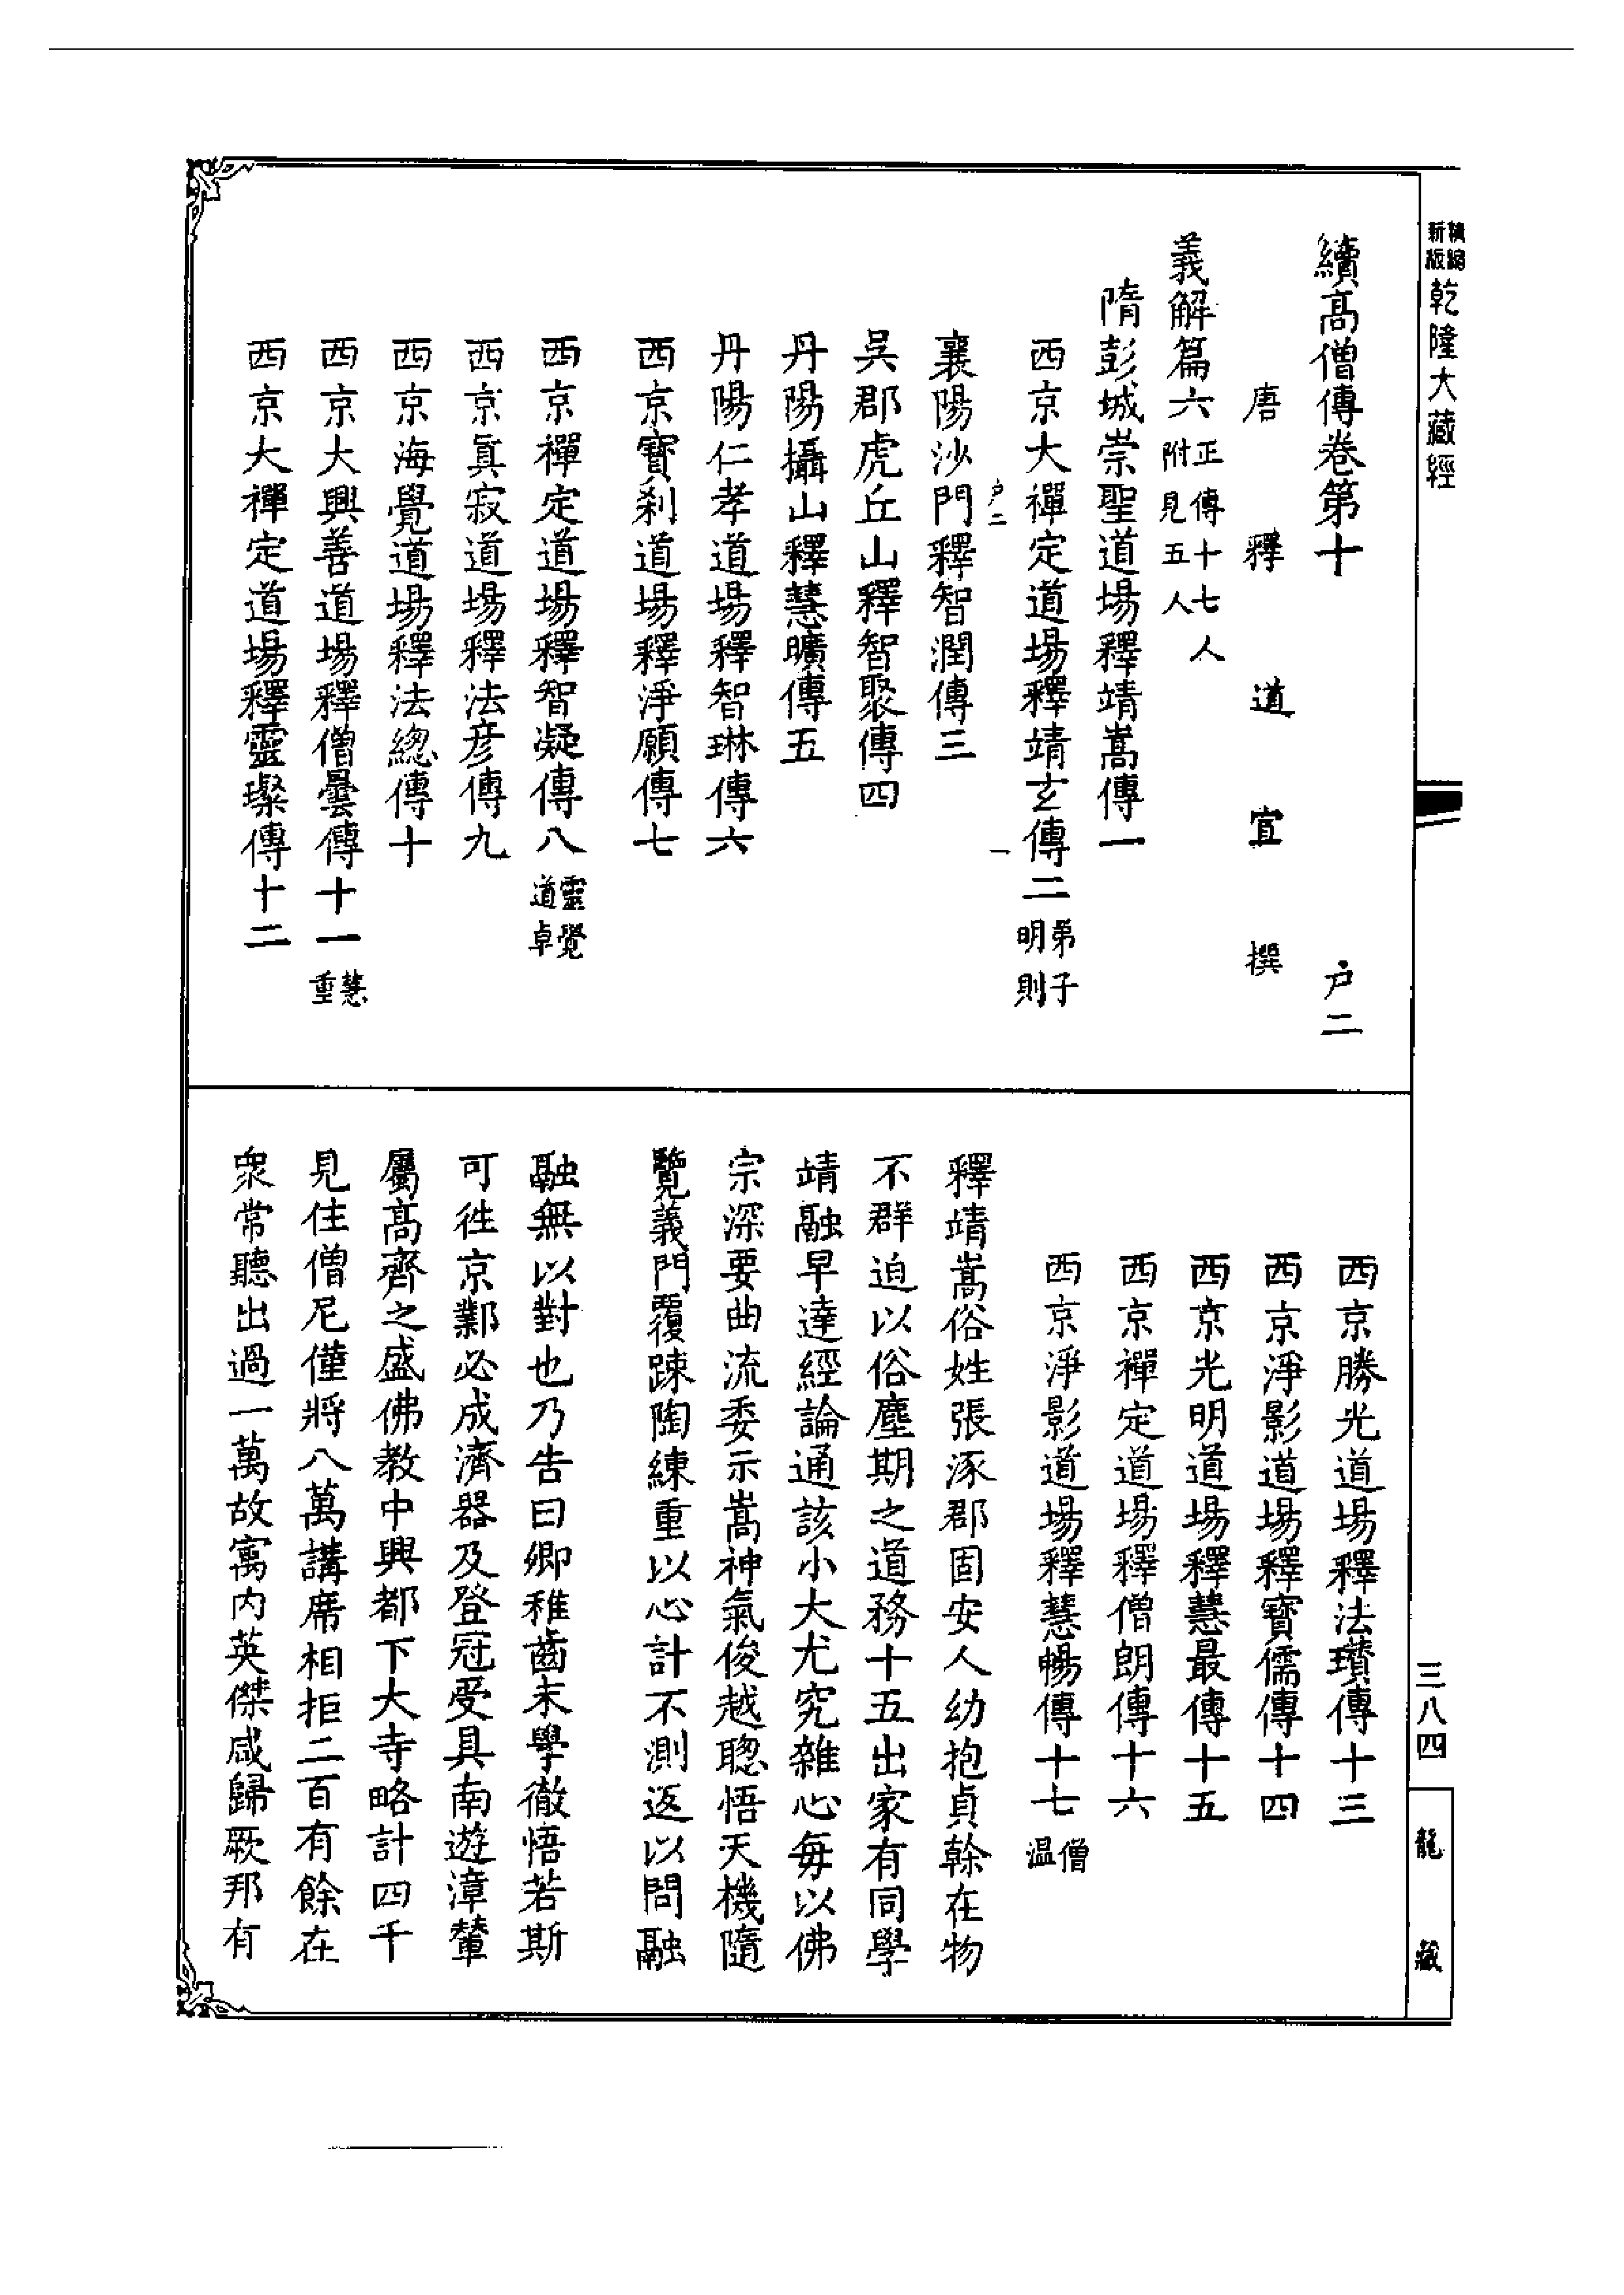 精縮
新版
乾隆大藏經
續高僧傳卷第十　户二
唐釋道宣撰
義解篇六 正傳十七人
附見五人
隋彭城崇聖道場釋靖嵩傳一
西京大禪定道場釋靖玄傳二 弟子
明則
户二　一
襄陽沙門釋智潤傳三
吳郡虎丘山釋智聚傳四
丹陽攝山釋慧曠傳五
丹陽仁孝道場釋智琳傳六
西京寶刹道場釋淨願傳七
西京禪定道場釋智凝傳八 靈覺
道卓
西京眞寂道場釋法彦傳九
西京海覺道場釋法總傳十
西京大興善道場釋僧曇傳十一 慧
重
西京大禪定道場釋靈璨傳十二
西京勝光道場釋法瓚傳十三
西京淨影道場釋寶儒傳十四
西京光明道場釋慧最傳十五
西京禪定道場釋僧朗傳十六
西京淨影道場釋慧暢傳十七 僧
温
釋靖嵩俗姓張涿郡固安人幼抱貞榦在物
不群迫以俗塵期之道務十五出家有同學
靖融早達經論通該小大尤究雜心每以佛
宗深要曲流委示嵩神氣俊越聰悟天機隨
覽義門覆踈陶練重以心計不測返以問融
融無以對也乃告曰卿稚齒末學徹悟若斯
可往京鄴必成濟器及登冠受具南遊漳輦
屬高齊之盛佛教中興都下大寺略計四千
見住僧尼僅將八萬講席相拒二百有餘在
衆常聽出過一萬故寓内英傑咸歸厥邦有
三八四
龍藏